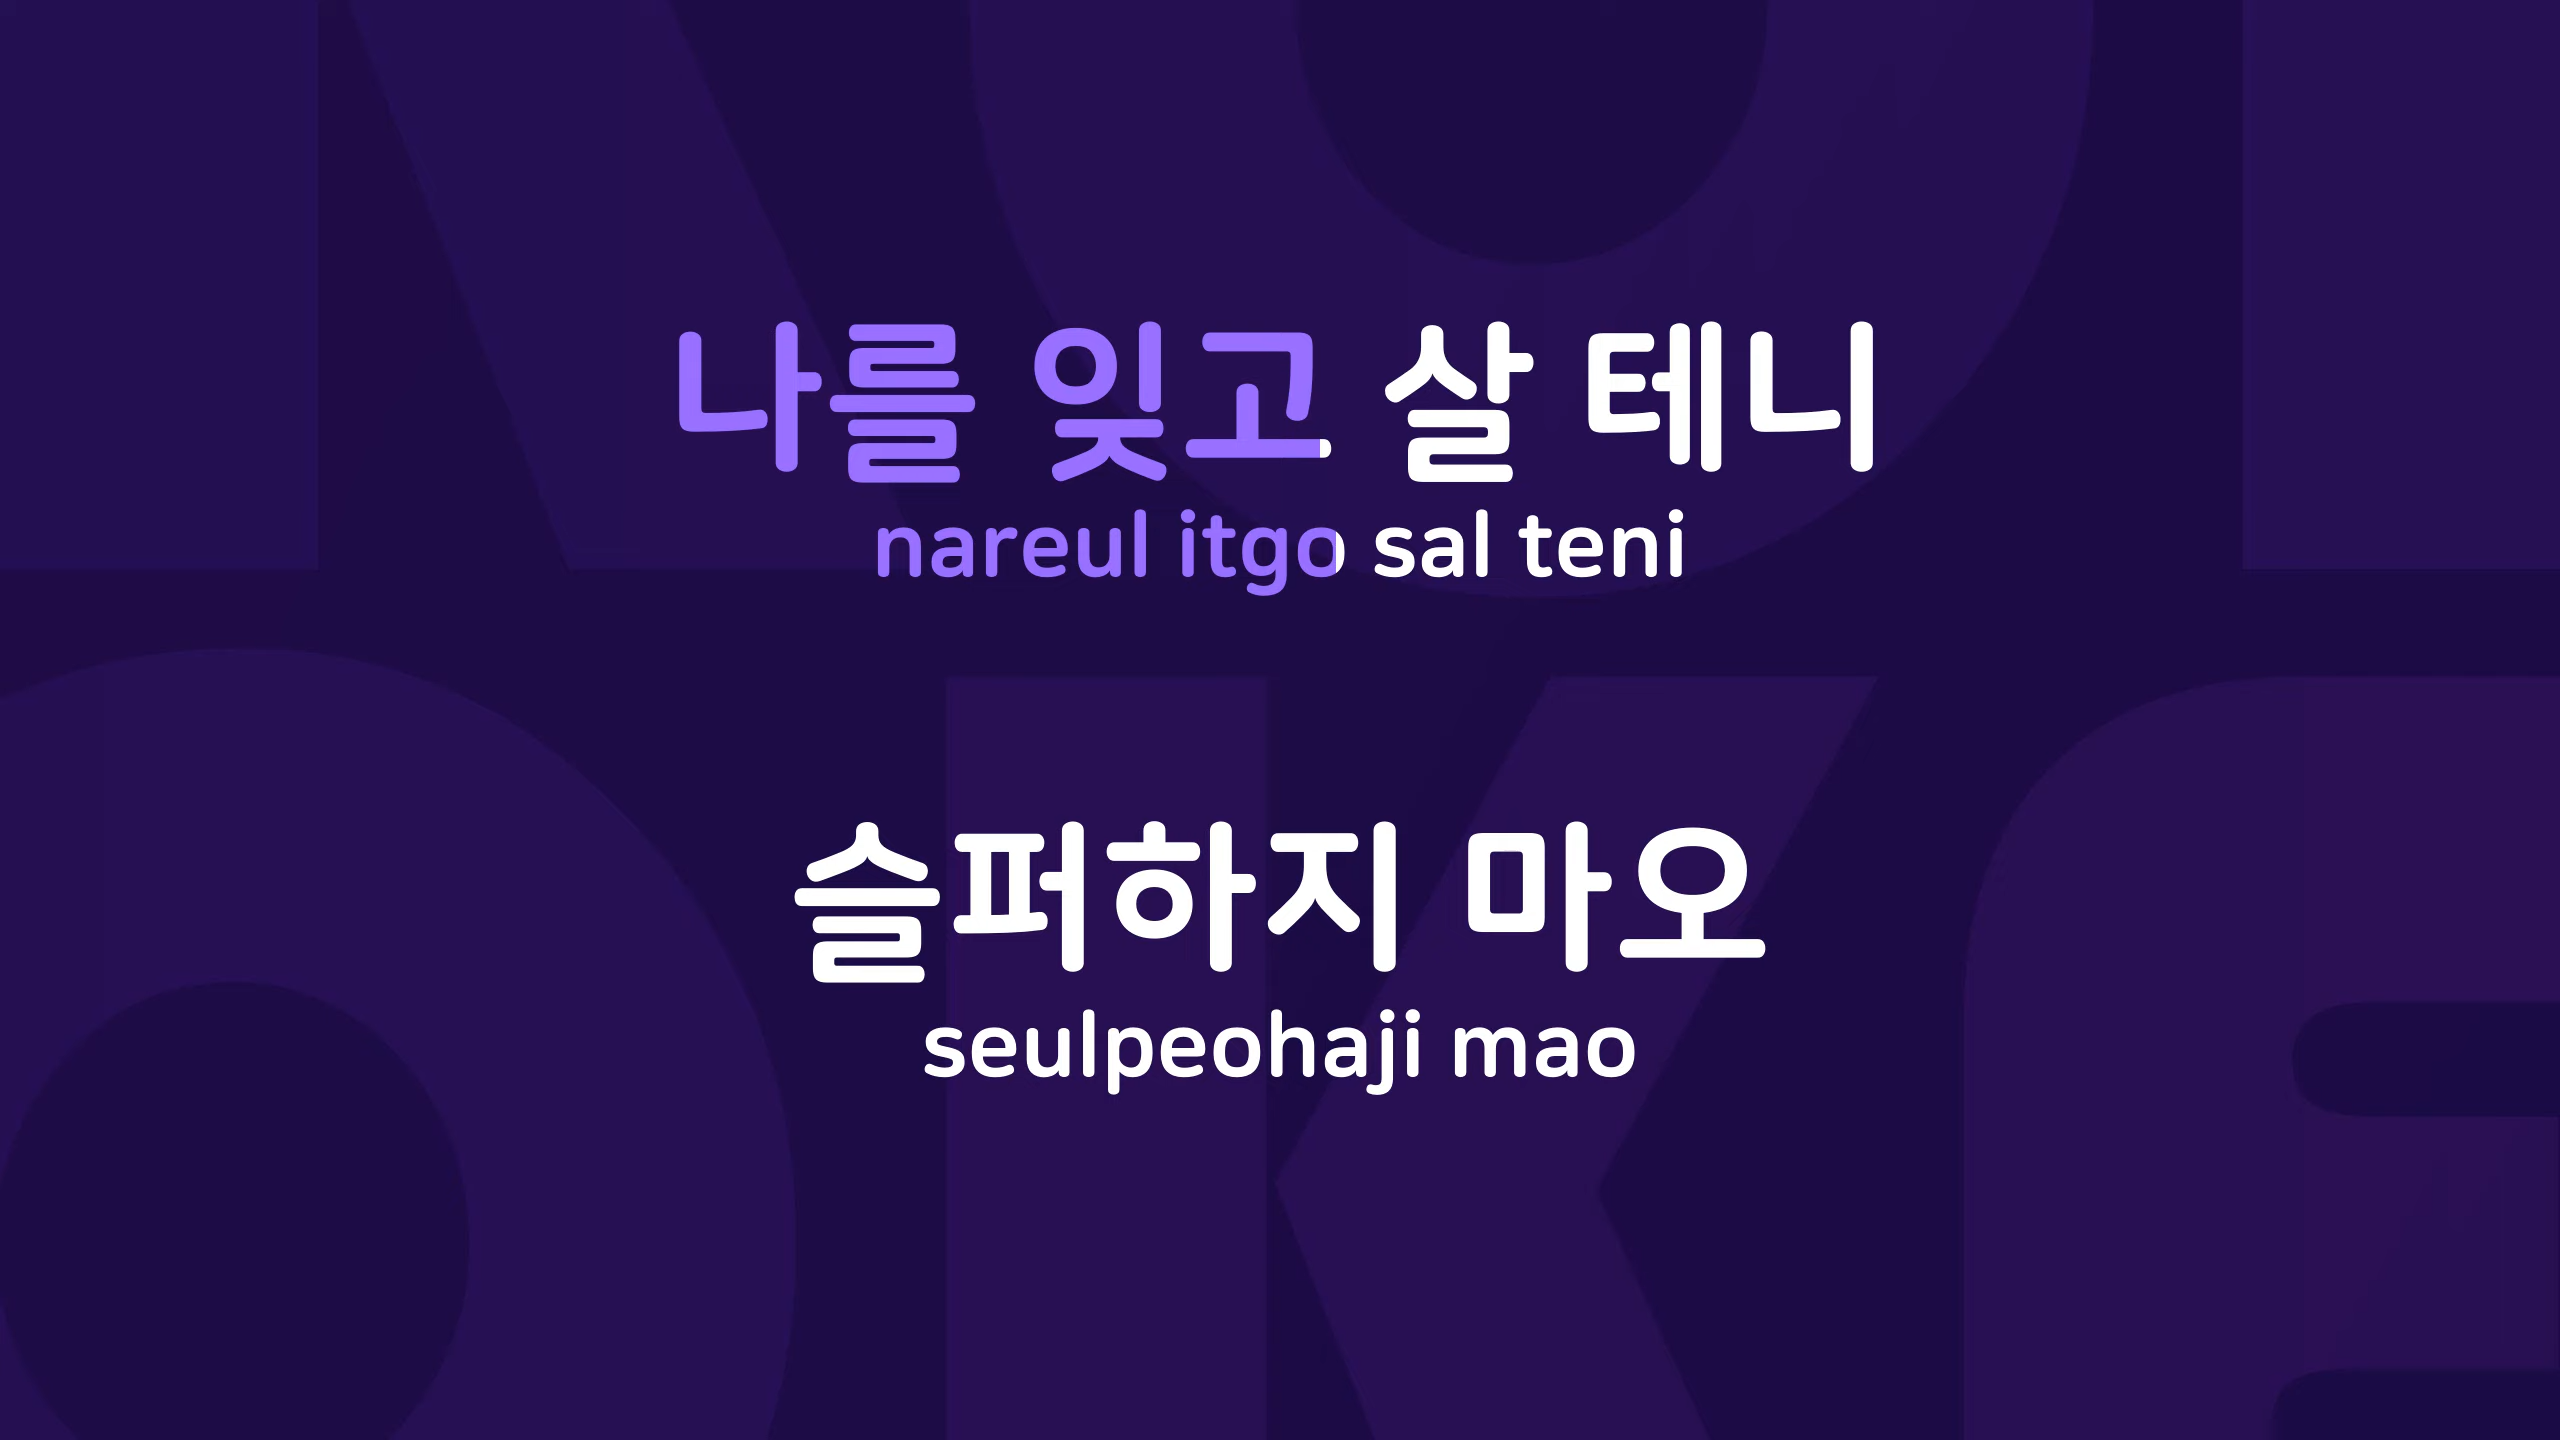 나를 잊고 살 테니
nareul itgo sal teni
슬퍼하지 마오
seulpeohaji mao